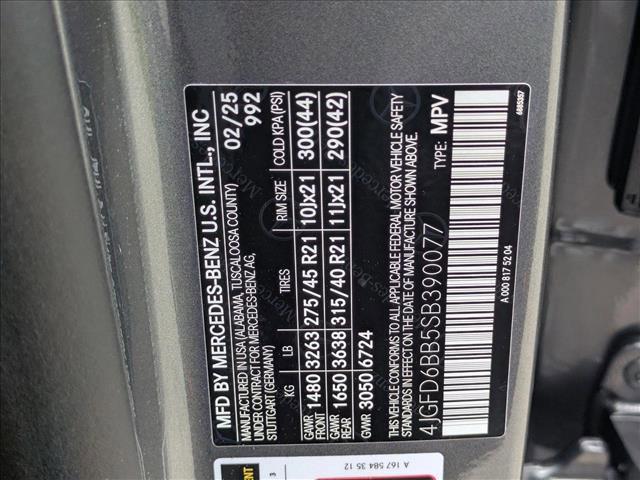 MFD BY MERCEDES-BENZ U.S. INTL., INC
MANUFACTURED IN USA (ALABAMA, TUSCALOOSA COUNTY)
UNDER CONTRACT FOR MERCEDES-BENZ AG,
STUTTGART (GERMANY)
02/25
992
KG LB TIRES RIM SIZE COLD KPA (PSI)
GAWR FRONT 1480 3263 275/45 R21 10Jx21 300(44)
GAWR REAR 1650 3638 315/40 R21 11Jx21 290(42)
GVWR 3050 6724
THIS VEHICLE CONFORMS TO ALL APPLICABLE FEDERAL MOTOR VEHICLE SAFETY
STANDARDS IN EFFECT ON THE DATE OF MANUFACTURE SHOWN ABOVE.
4JGFD6BB5SB390077 TYPE: MPV
A 000 817 52 04
6885357
A 167 584 35 12